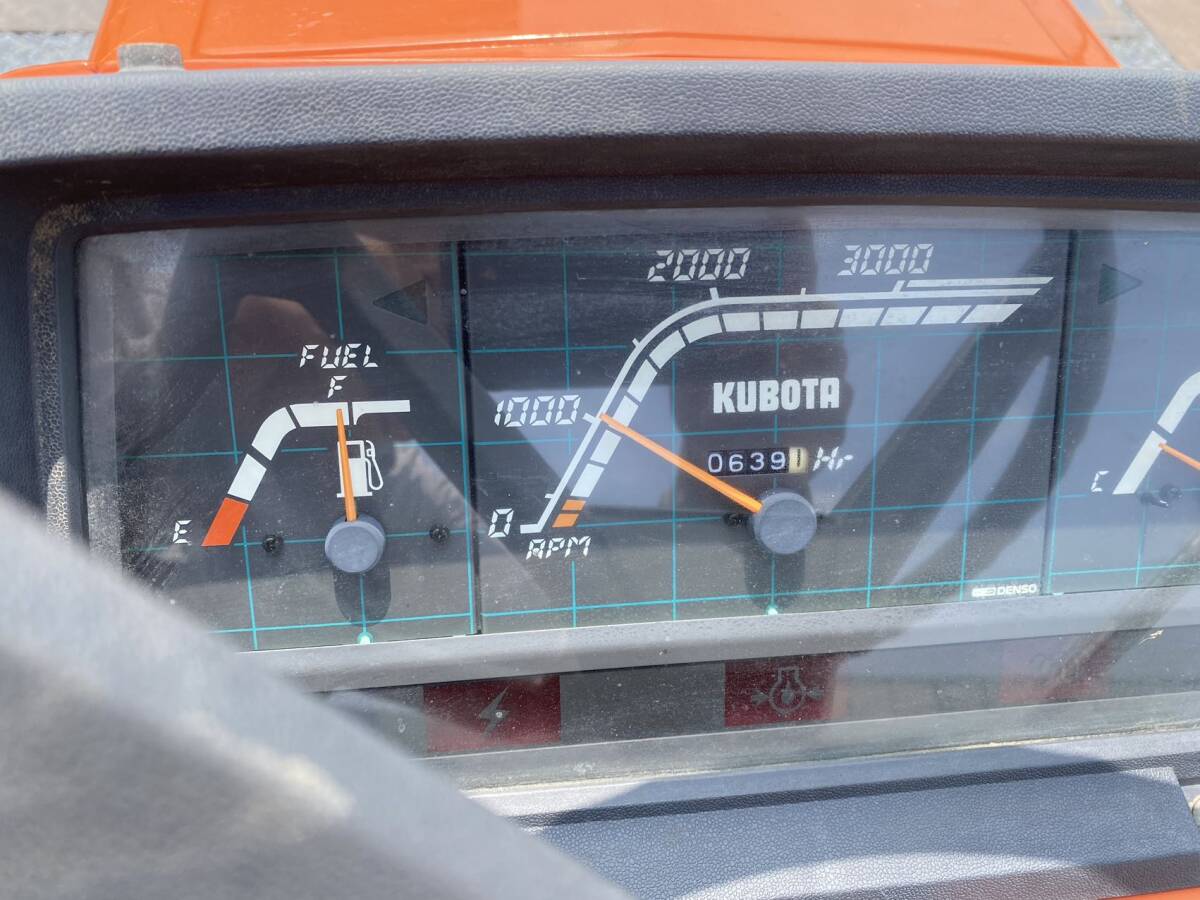 2000 3000
FUEL
F
1000
KUBOTA
06391 Hr
E
0
C
RPM
DENSO